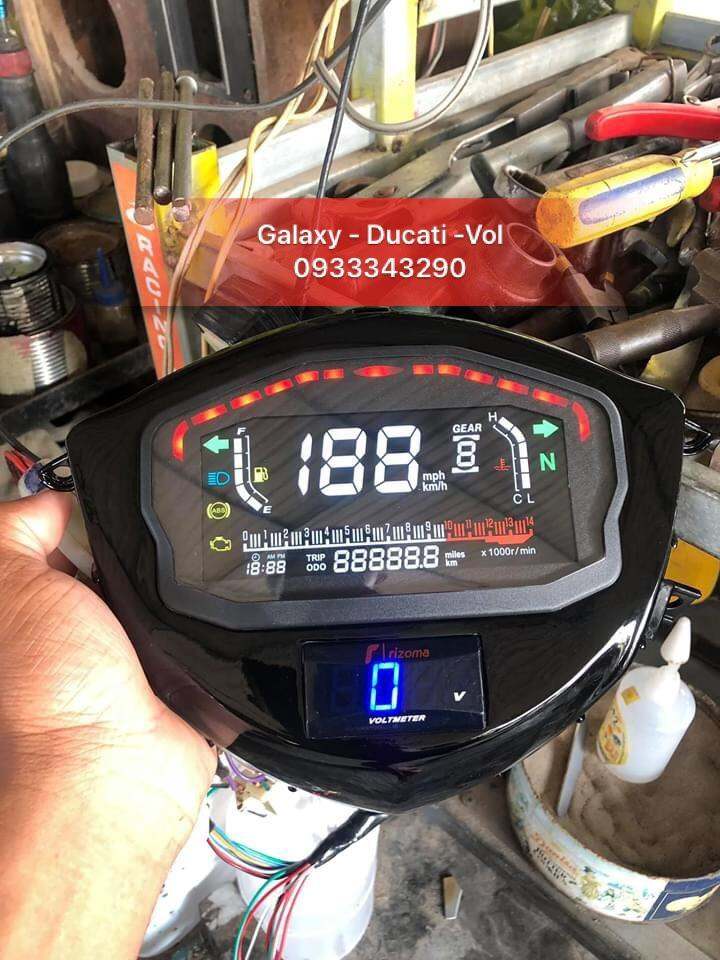 Galaxy - Ducati -Vol
0933343290
RACING
F
E
ABS
188
mph
km/h
GEAR
8
H
C L
N
0 1 2 3 4 5 6 7 8 9 10 11 12 13 14
x 1000r/min
AM PM
18:88
TRIP
ODO
88888.8
miles
km
rizoma
0
V
VOLTMETER